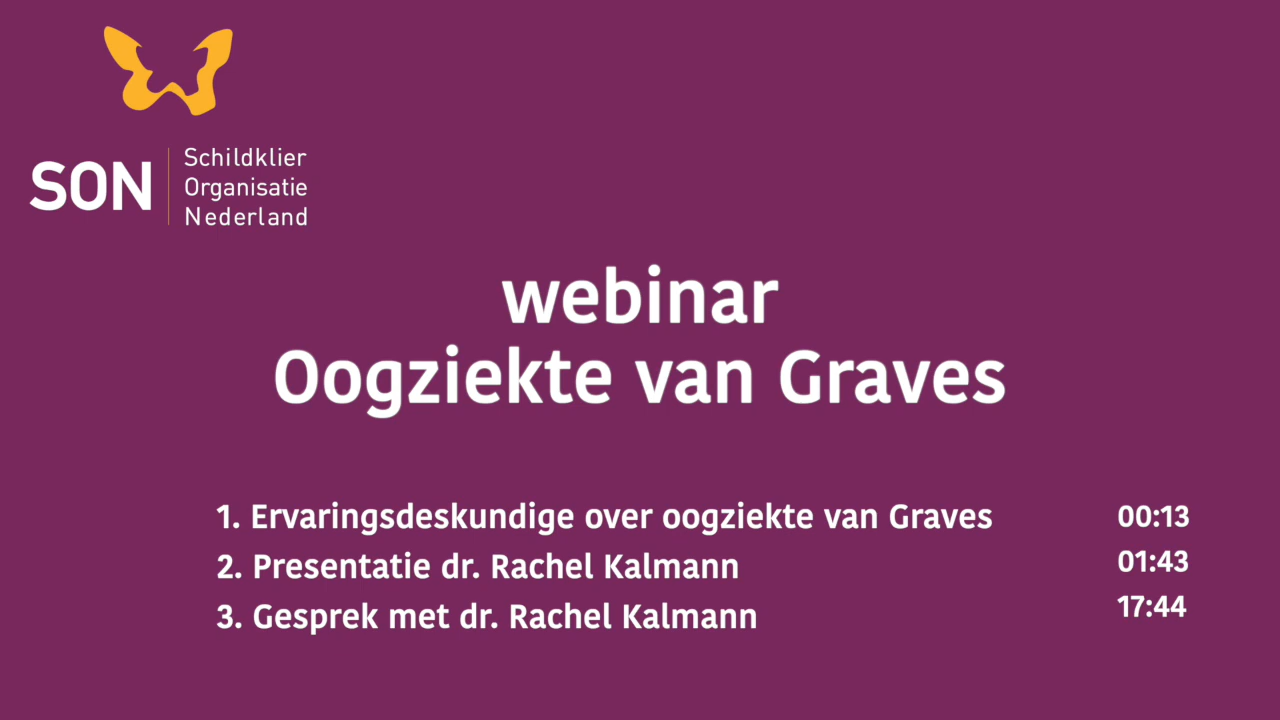 SON
Schildklier
Organisatie
Nederland
webinar
Oogziekte van Graves
1. Ervaringsdeskundige over oogziekte van Graves 00:13
2. Presentatie dr. Rachel Kalmann 01:43
3. Gesprek met dr. Rachel Kalmann 17:44